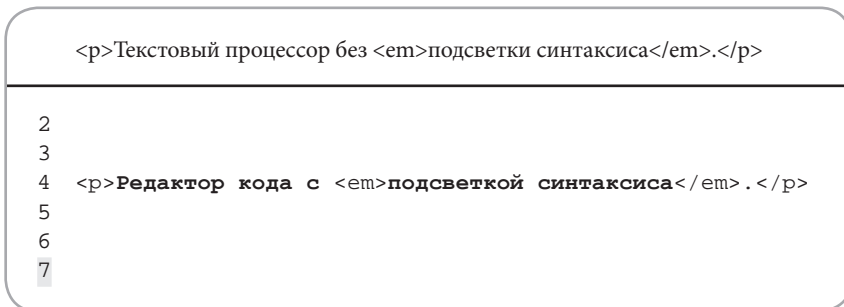 <p>Текстовый процессор без <em>подсветки синтаксиса</em>.</p>
2
3
4 <p>Редактор кода с <em>подсветкой синтаксиса</em>.</p>
5
6
7